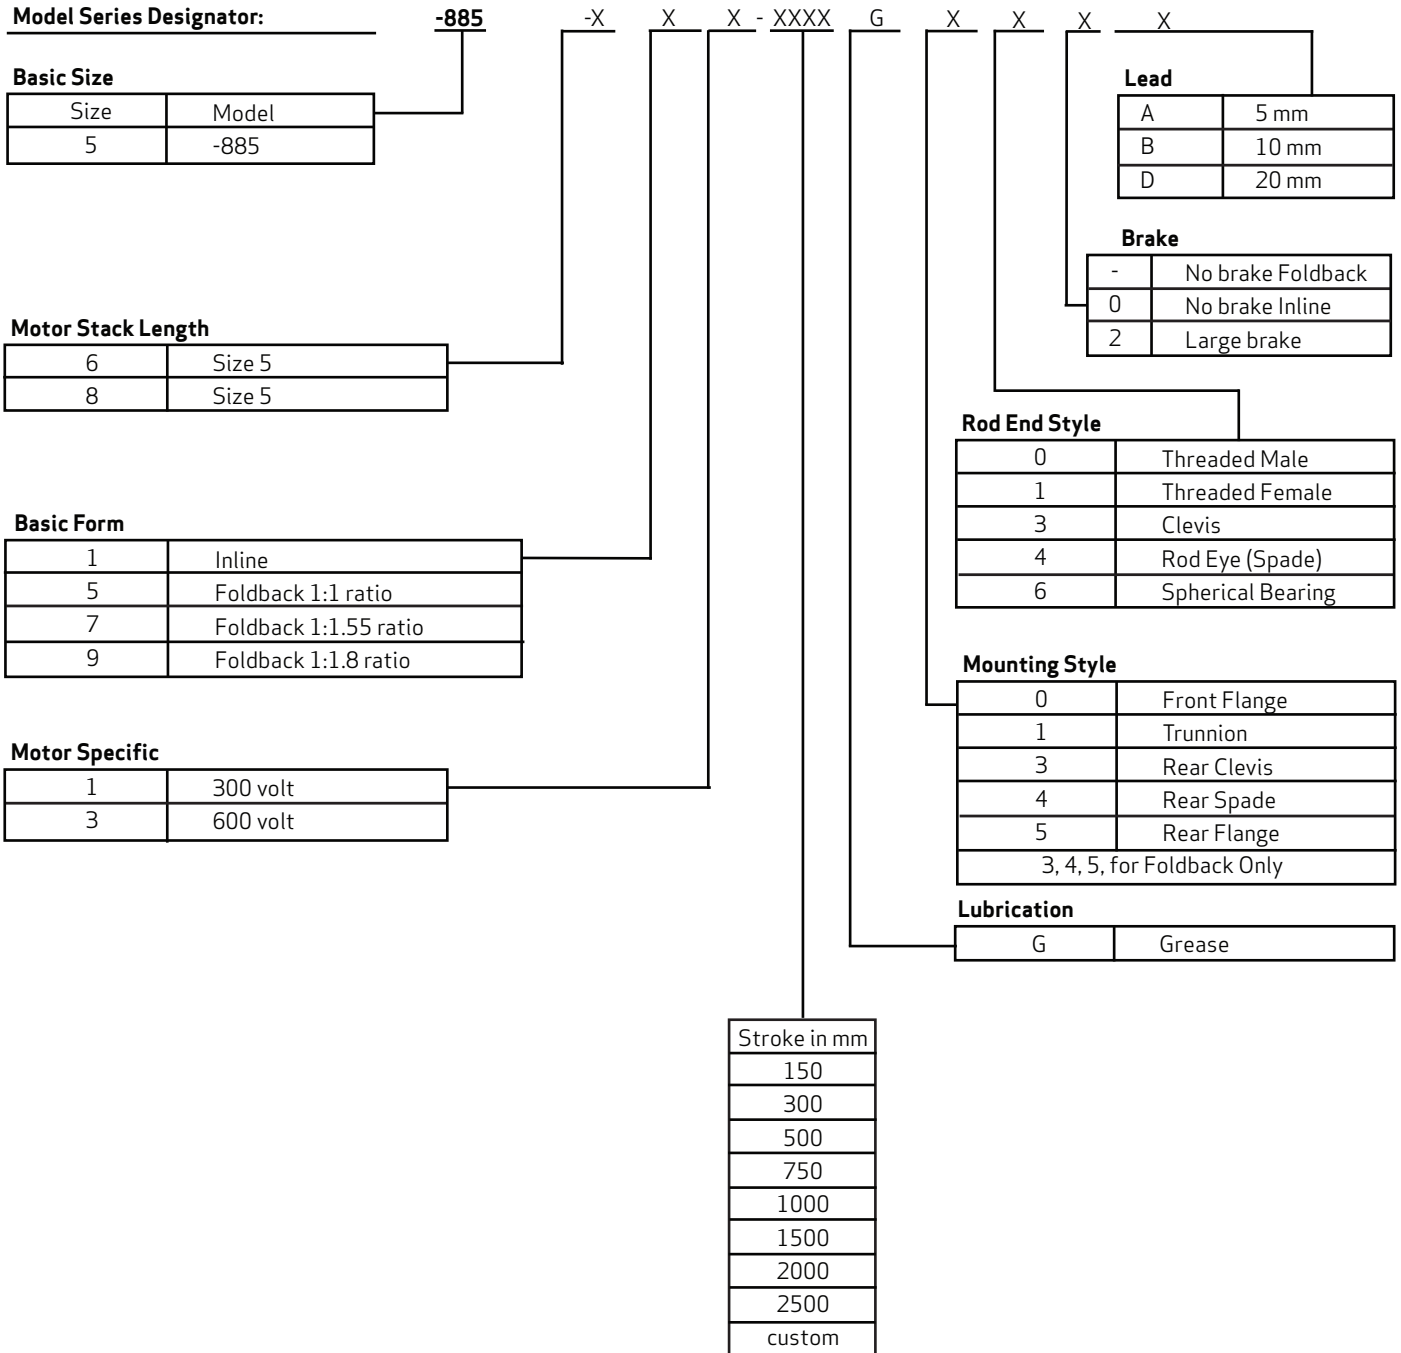 Model Series Designator: -885 -X X X - XXXX G X X X X
Basic Size
Size Model
5 -885
Lead
A 5 mm
B 10 mm
D 20 mm
Brake
- No brake Foldback
0 No brake Inline
2 Large brake
Motor Stack Length
6 Size 5
8 Size 5
Rod End Style
0 Threaded Male
1 Threaded Female
3 Clevis
4 Rod Eye (Spade)
6 Spherical Bearing
Basic Form
1 Inline
5 Foldback 1:1 ratio
7 Foldback 1:1.55 ratio
9 Foldback 1:1.8 ratio
Mounting Style
0 Front Flange
1 Trunnion
3 Rear Clevis
4 Rear Spade
5 Rear Flange
3, 4, 5, for Foldback Only
Motor Specific
1 300 volt
3 600 volt
Lubrication
G Grease
Stroke in mm
150
300
500
750
1000
1500
2000
2500
custom